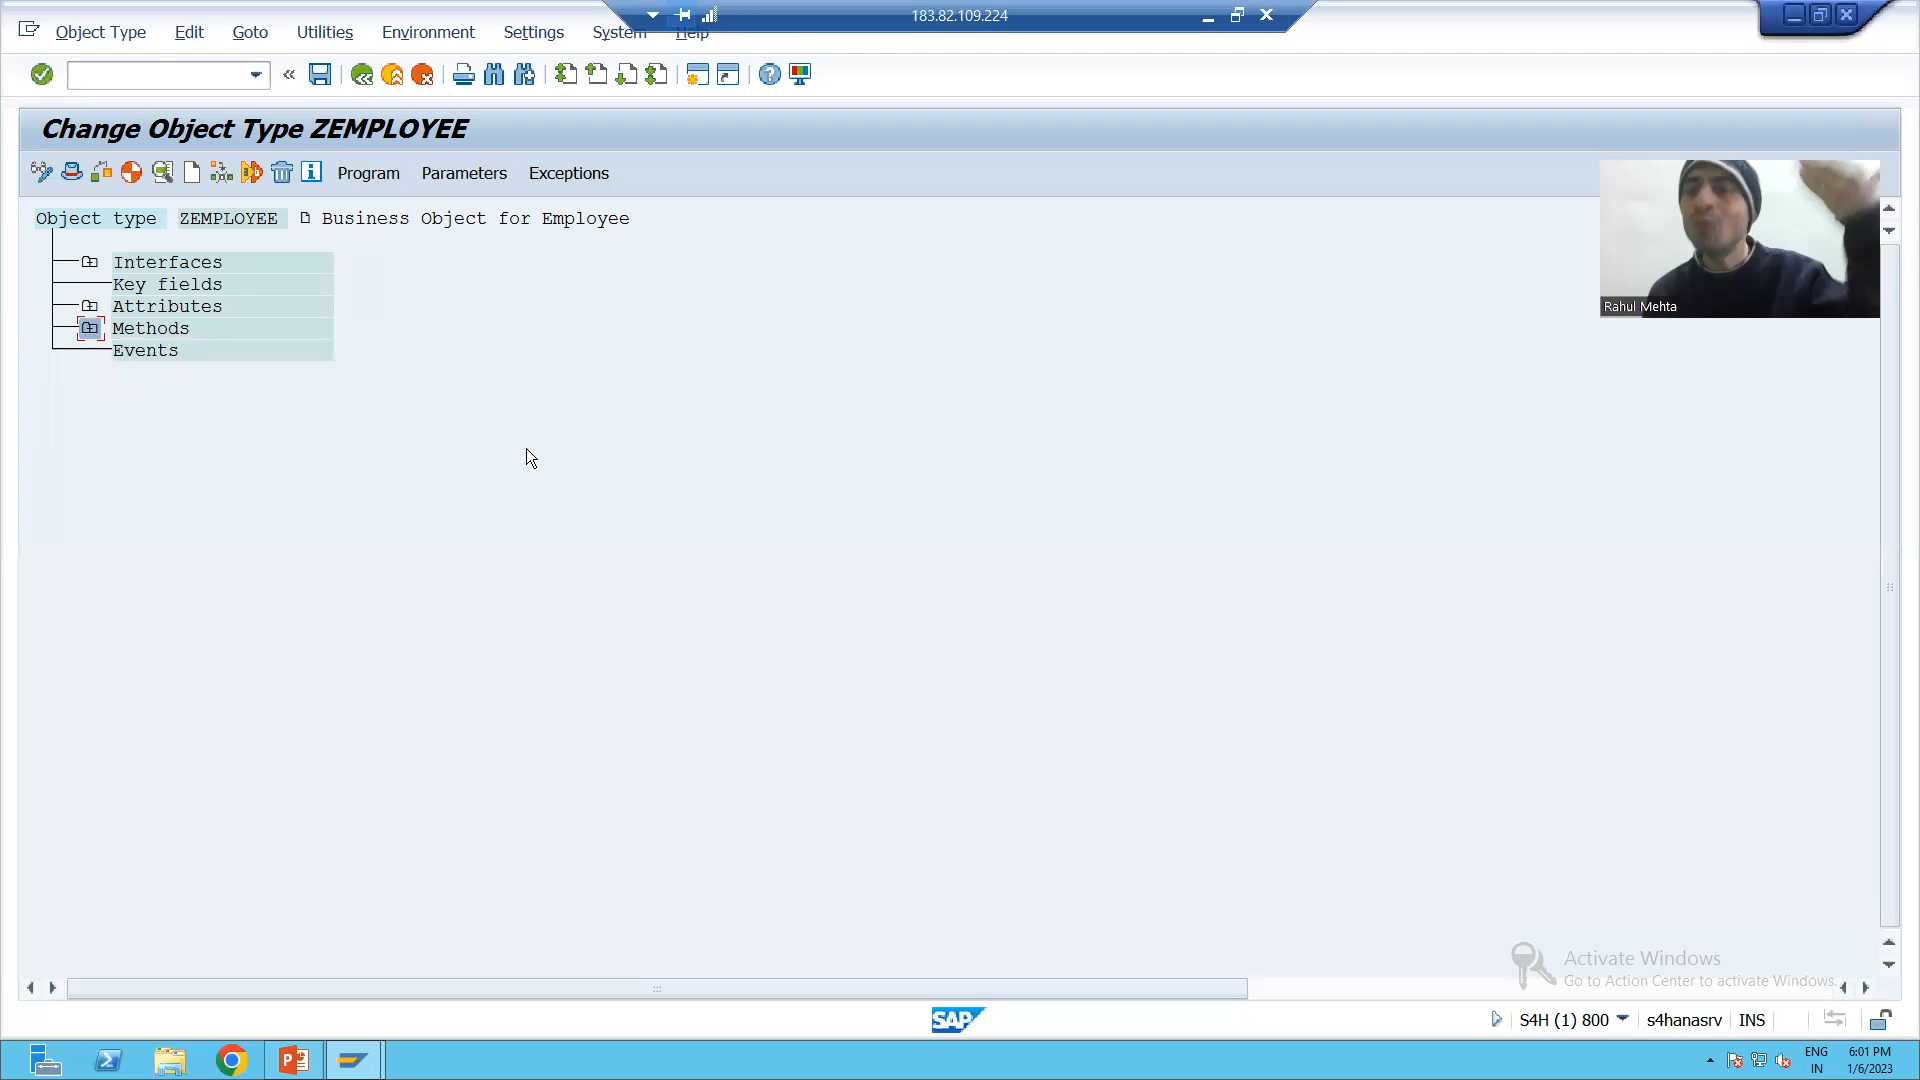 183.82.109.224
Object Type Edit Goto Utilities Environment Settings System Help
Change Object Type ZEMPLOYEE
Program Parameters Exceptions
Object type ZEMPLOYEE Business Object for Employee
Interfaces
Key fields
Attributes
Methods
Events
Rahul Mehta
Activate Windows
Go to Action Center to activate Windows.
SAP
S4H (1) 800 s4hanasrv INS
ENG
IN
6:01 PM
1/6/2023